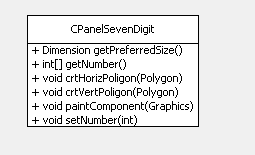 CPanelSevenDigit
+ Dimension getPreferredSize()
+ int[] getNumber()
+ void crtHorizPoligon(Polygon)
+ void crtVertPoligon(Polygon)
+ void paintComponent(Graphics)
+ void setNumber(int)